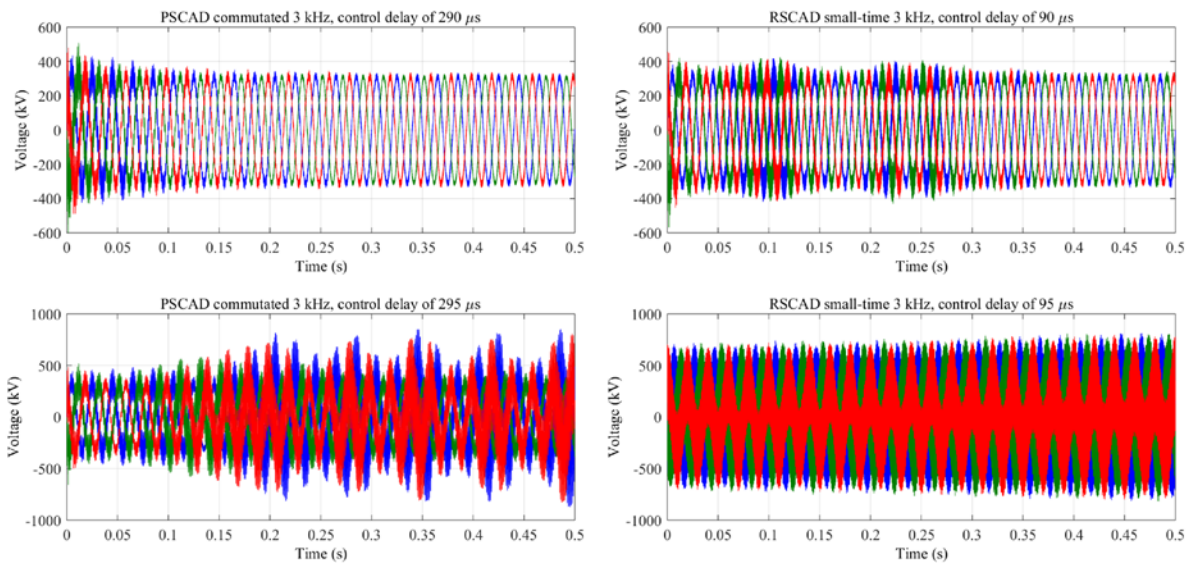 PSCAD commutated 3 kHz, control delay of 290 μs
600
400
200
0
-200
-400
-600
Voltage (kV)
0 0.05 0.1 0.15 0.2 0.25 0.3 0.35 0.4 0.45 0.5
Time (s)
RSCAD small-time 3 kHz, control delay of 90 μs
600
400
200
0
-200
-400
-600
Voltage (kV)
0 0.05 0.1 0.15 0.2 0.25 0.3 0.35 0.4 0.45 0.5
Time (s)
PSCAD commutated 3 kHz, control delay of 295 μs
1000
500
0
-500
-1000
Voltage (kV)
0 0.05 0.1 0.15 0.2 0.25 0.3 0.35 0.4 0.45 0.5
Time (s)
RSCAD small-time 3 kHz, control delay of 95 μs
1000
500
0
-500
-1000
Voltage (kV)
0 0.05 0.1 0.15 0.2 0.25 0.3 0.35 0.4 0.45 0.5
Time (s)